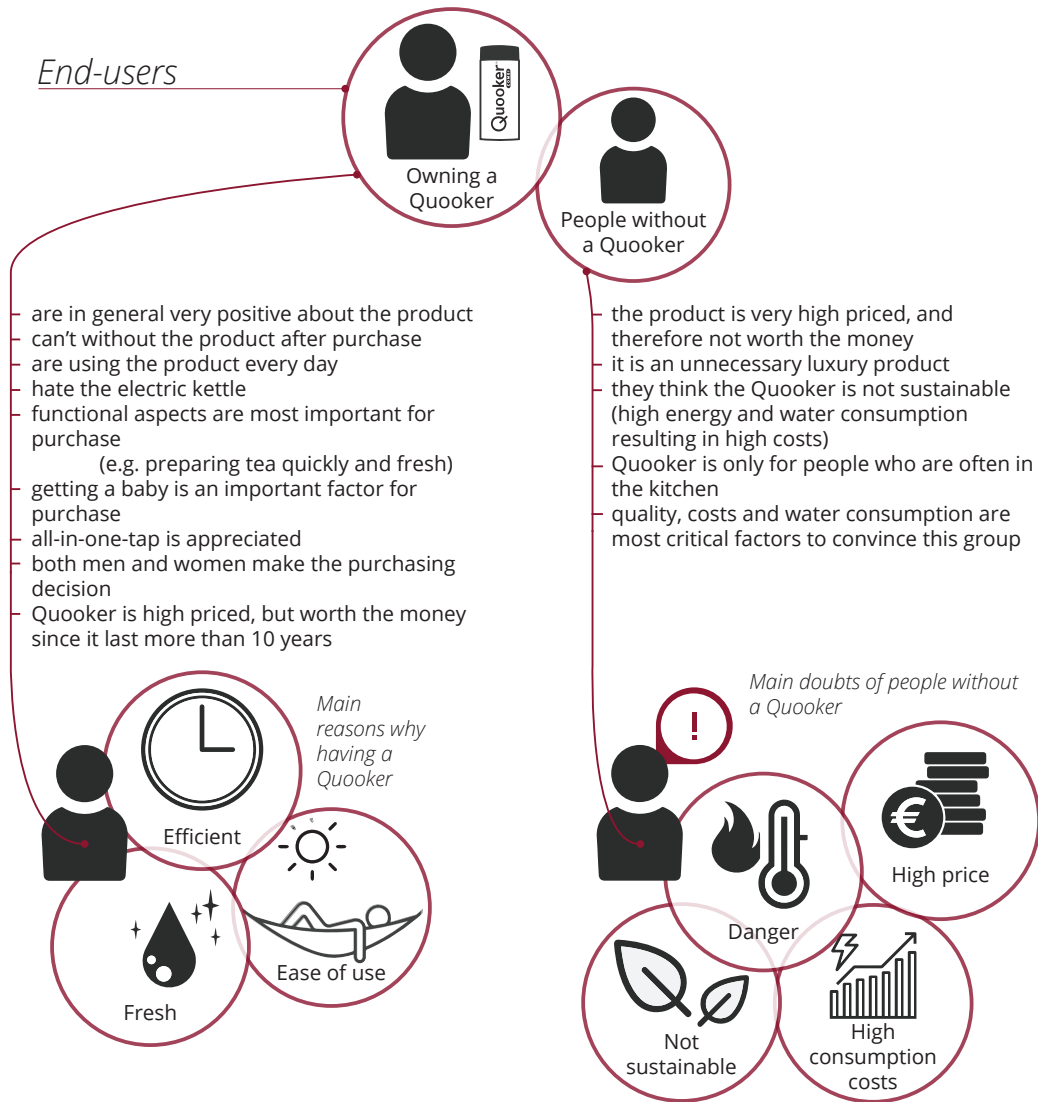 End-users
Quooker
Owning a
Quooker
People without
a Quooker
are in general very positive about the product
can’t without the product after purchase
are using the product every day
hate the electric kettle
functional aspects are most important for
purchase
(e.g. preparing tea quickly and fresh)
getting a baby is an important factor for
purchase
all-in-one-tap is appreciated
both men and women make the purchasing
decision
Quooker is high priced, but worth the money
since it last more than 10 years
the product is very high priced, and
therefore not worth the money
it is an unnecessary luxury product
they think the Quooker is not sustainable
(high energy and water consumption
resulting in high costs)
Quooker is only for people who are often in
the kitchen
quality, costs and water consumption are
most critical factors to convince this group
Main
reasons why
having a
Quooker
Efficient
Ease of use
Fresh
Main doubts of people without
a Quooker
!
€
High price
Danger
Not
sustainable
High
consumption
costs